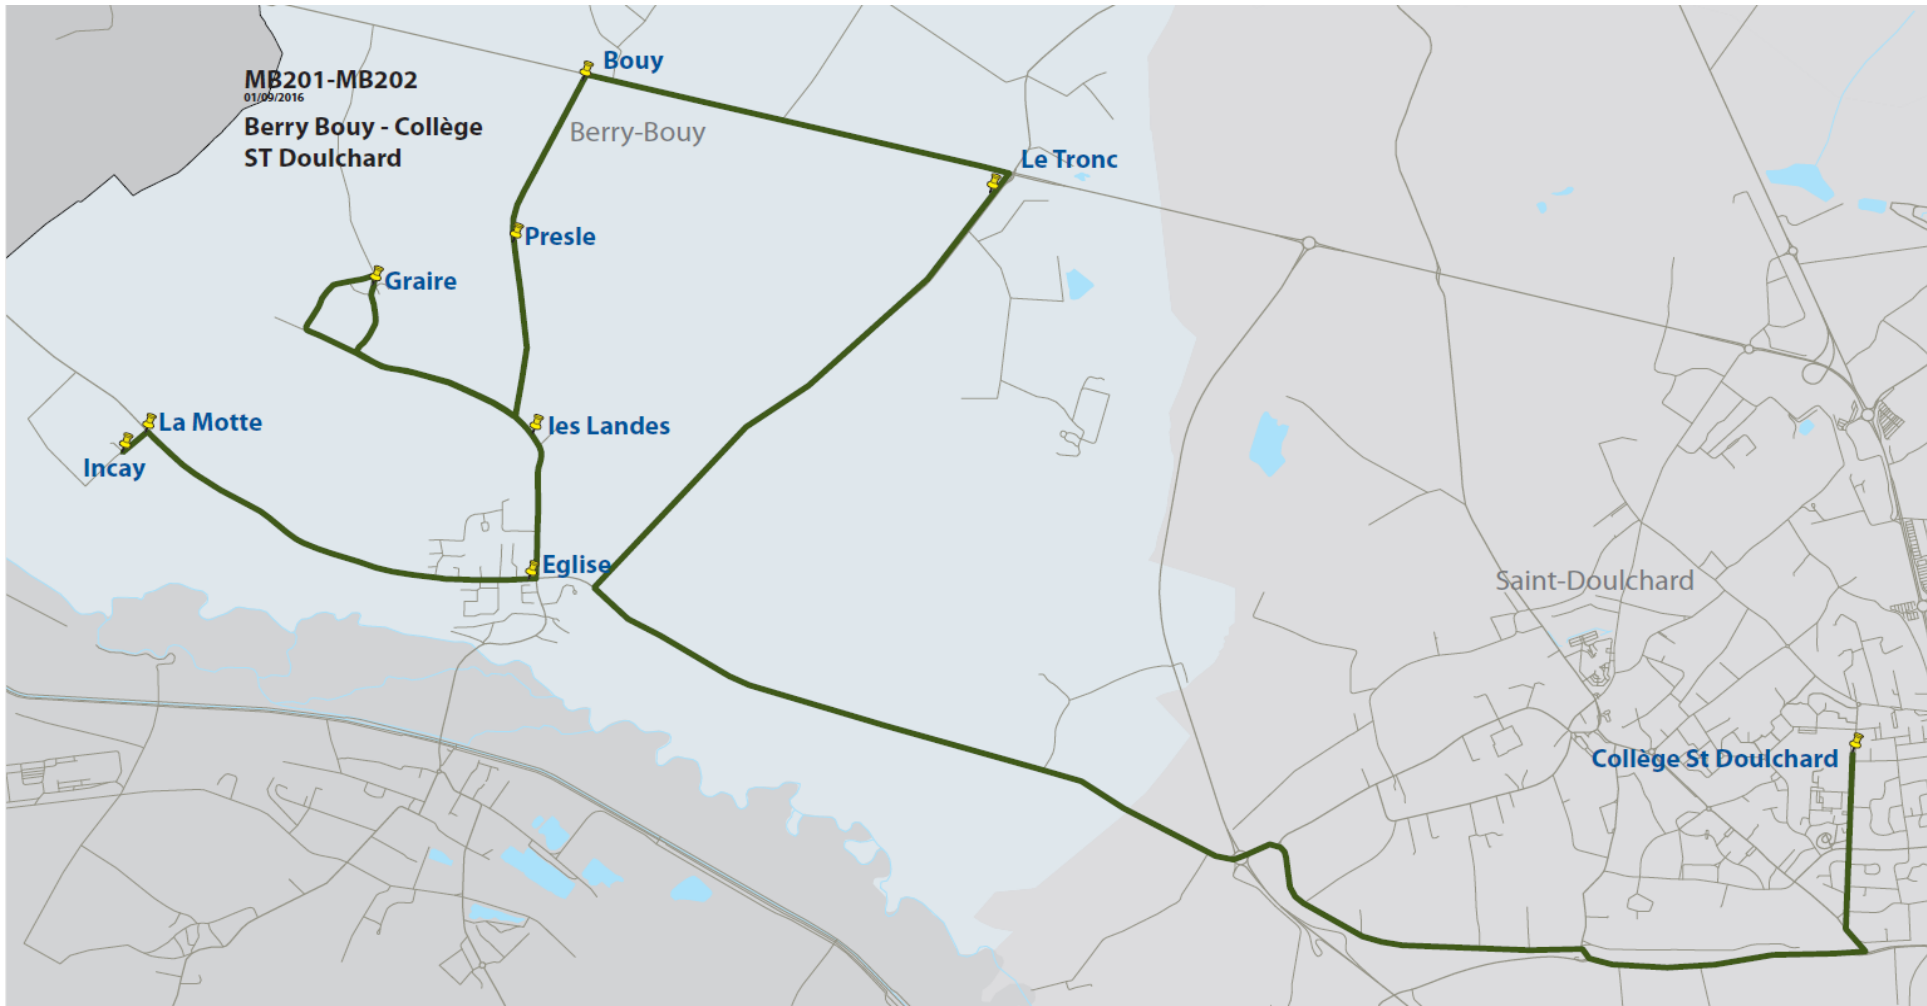 MB201-MB202
01/09/2016
Berry Bouy - Collège
ST Doulchard
Bouy
Berry-Bouy
Le Tronc
Presle
Graire
La Motte
les Landes
Incay
Eglise
Saint-Doulchard
Collège St Doulchard